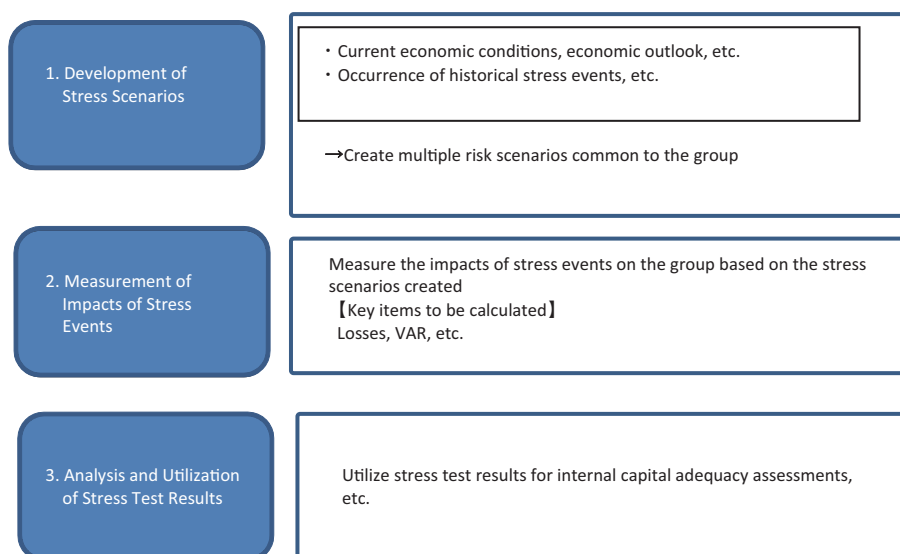 1. Development of
Stress Scenarios
・Current economic conditions, economic outlook, etc.
・Occurrence of historical stress events, etc.
→Create multiple risk scenarios common to the group
2. Measurement of
Impacts of Stress
Events
Measure the impacts of stress events on the group based on the stress
scenarios created
【Key items to be calculated】
Losses, VAR, etc.
3. Analysis and Utilization
of Stress Test Results
Utilize stress test results for internal capital adequacy assessments,
etc.